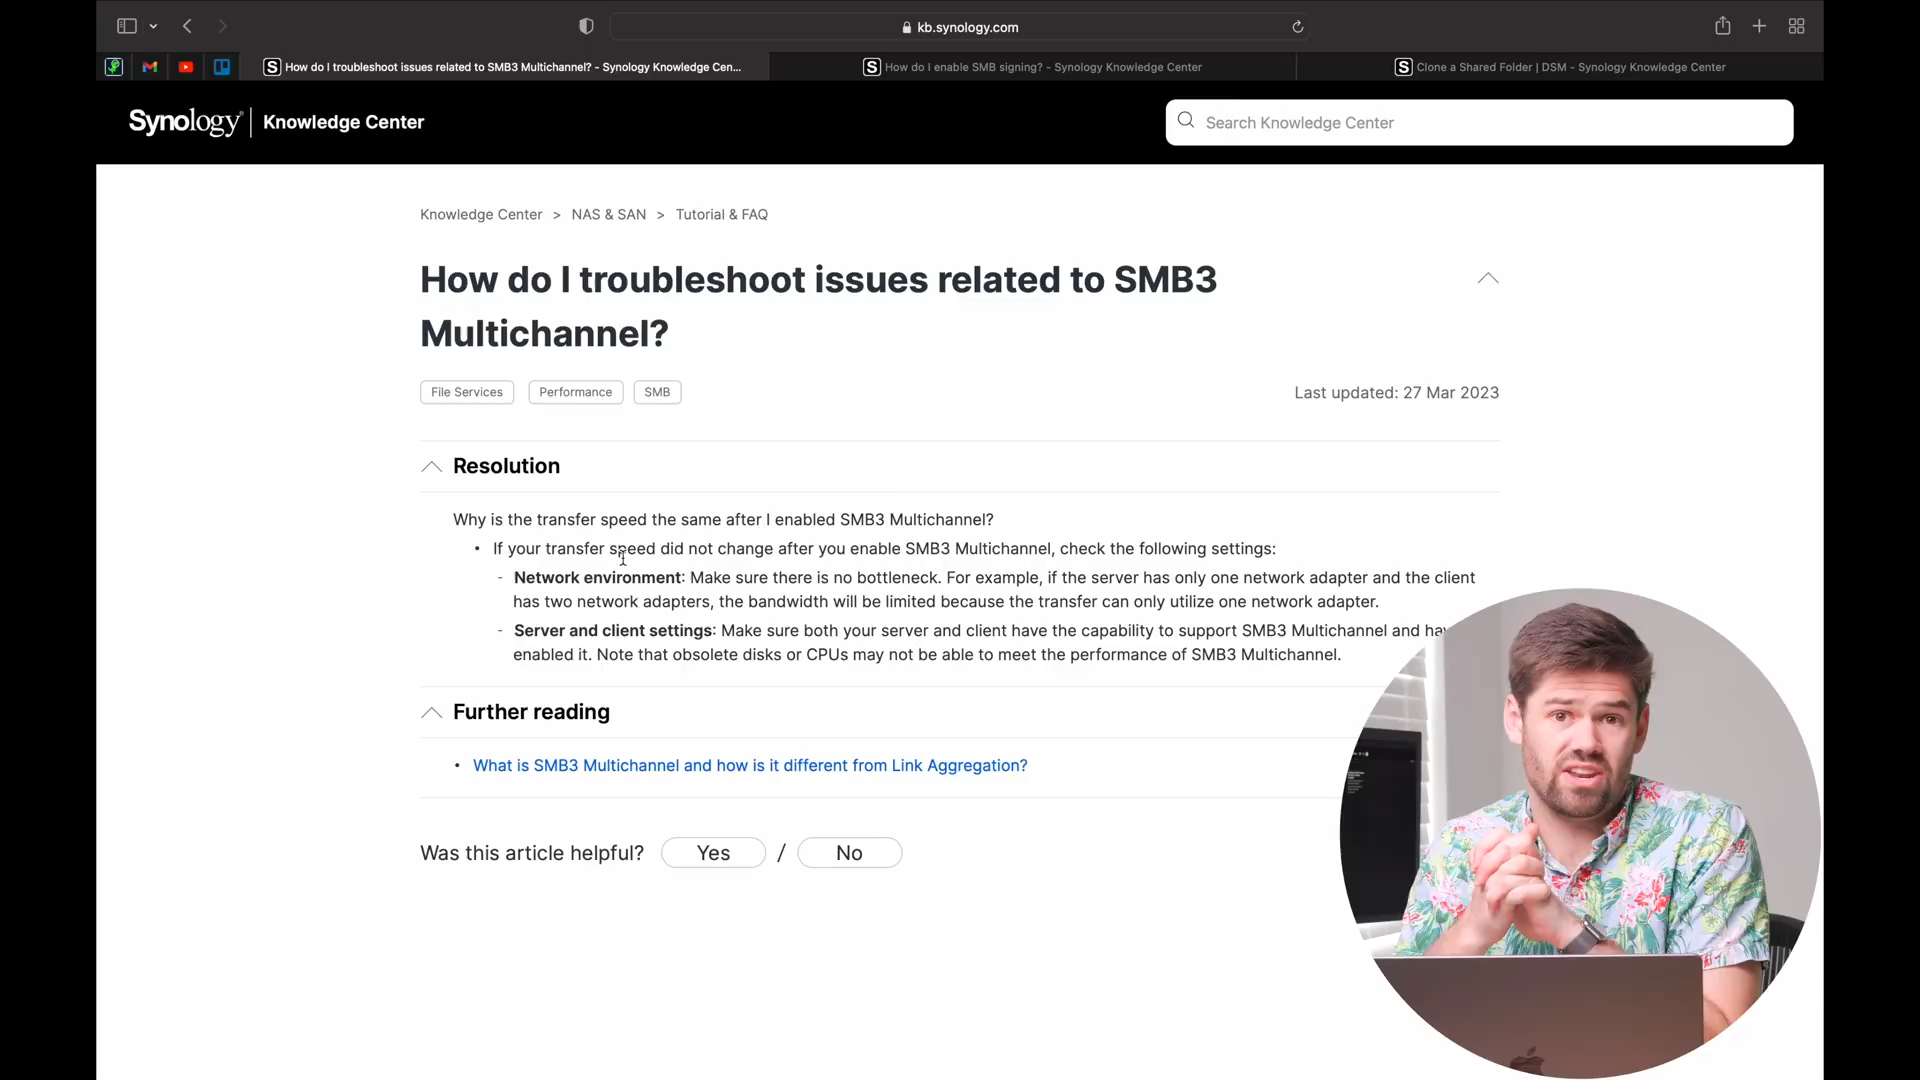 kb.synology.com
How do I troubleshoot issues related to SMB3 Multichannel? - Synology Knowledge Cen...
How do I enable SMB signing? - Synology Knowledge Center
Clone a Shared Folder | DSM - Synology Knowledge Center
Synology Knowledge Center
Search Knowledge Center
Knowledge Center > NAS & SAN > Tutorial & FAQ
How do I troubleshoot issues related to SMB3
Multichannel?
File Services Performance SMB Last updated: 27 Mar 2023
Resolution
Why is the transfer speed the same after I enabled SMB3 Multichannel?
• If your transfer speed did not change after you enable SMB3 Multichannel, check the following settings:
- Network environment: Make sure there is no bottleneck. For example, if the server has only one network adapter and the client
has two network adapters, the bandwidth will be limited because the transfer can only utilize one network adapter.
- Server and client settings: Make sure both your server and client have the capability to support SMB3 Multichannel and
enabled it. Note that obsolete disks or CPUs may not be able to meet the performance of SMB3 Multichannel.
Further reading
• What is SMB3 Multichannel and how is it different from Link Aggregation?
Was this article helpful? Yes / No